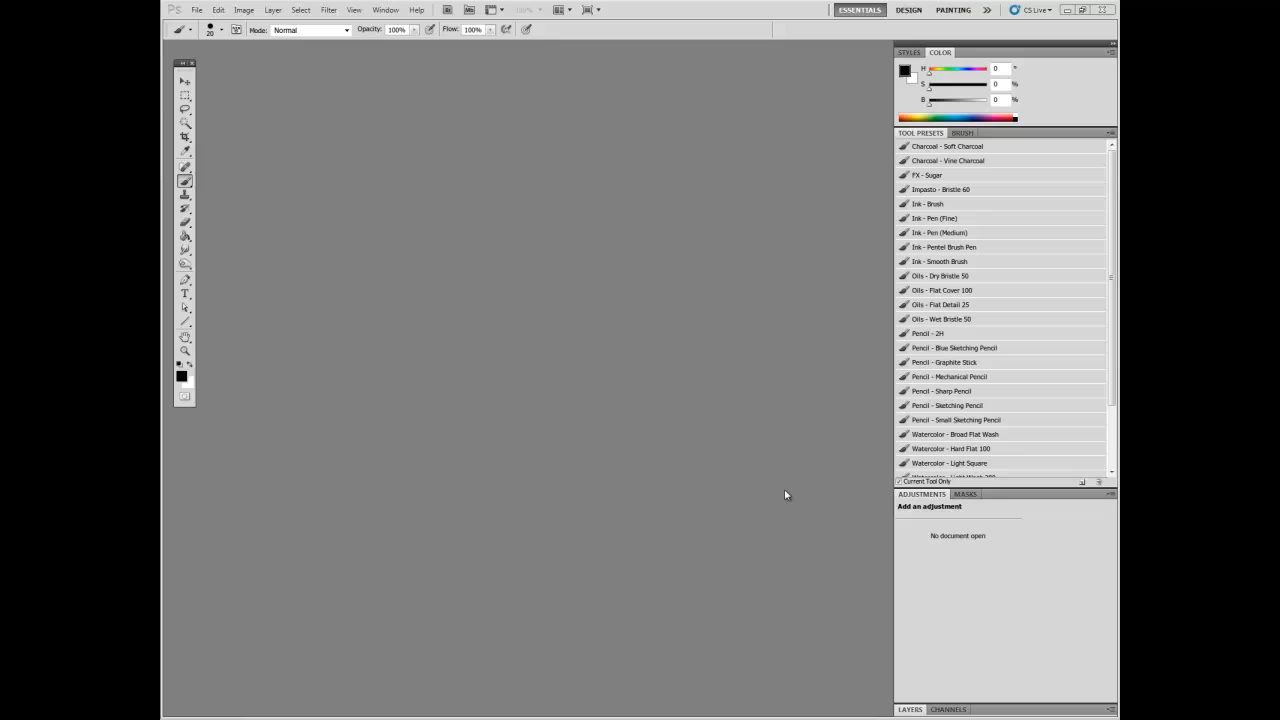 PS File Edit Image Layer Select Filter View Window Help Br Mb 100% ESSENTIALS DESIGN PAINTING CS Live
20 Mode: Normal Opacity: 100% Flow: 100%
STYLES COLOR
H 0 °
S 0 %
B 0 %
TOOL PRESETS BRUSH
Charcoal - Soft Charcoal
Charcoal - Vine Charcoal
FX - Sugar
Impasto - Bristle 60
Ink - Brush
Ink - Pen (Fine)
Ink - Pen (Medium)
Ink - Pentel Brush Pen
Ink - Smooth Brush
Oils - Dry Bristle 50
Oils - Flat Cover 100
Oils - Flat Detail 25
Oils - Wet Bristle 50
Pencil - 2H
Pencil - Blue Sketching Pencil
Pencil - Graphite Stick
Pencil - Mechanical Pencil
Pencil - Sharp Pencil
Pencil - Sketching Pencil
Pencil - Small Sketching Pencil
Watercolor - Broad Flat Wash
Watercolor - Hard Flat 100
Watercolor - Light Square
Current Tool Only
ADJUSTMENTS MASKS
Add an adjustment
No document open
LAYERS CHANNELS